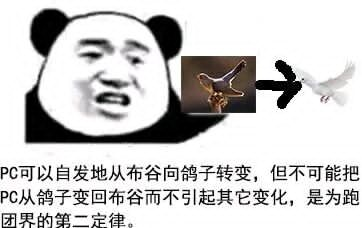 PC可以自发地从布谷向鸽子转变，但不可能把
PC从鸽子变回布谷而不引起其它变化，是为跑
团界的第二定律。